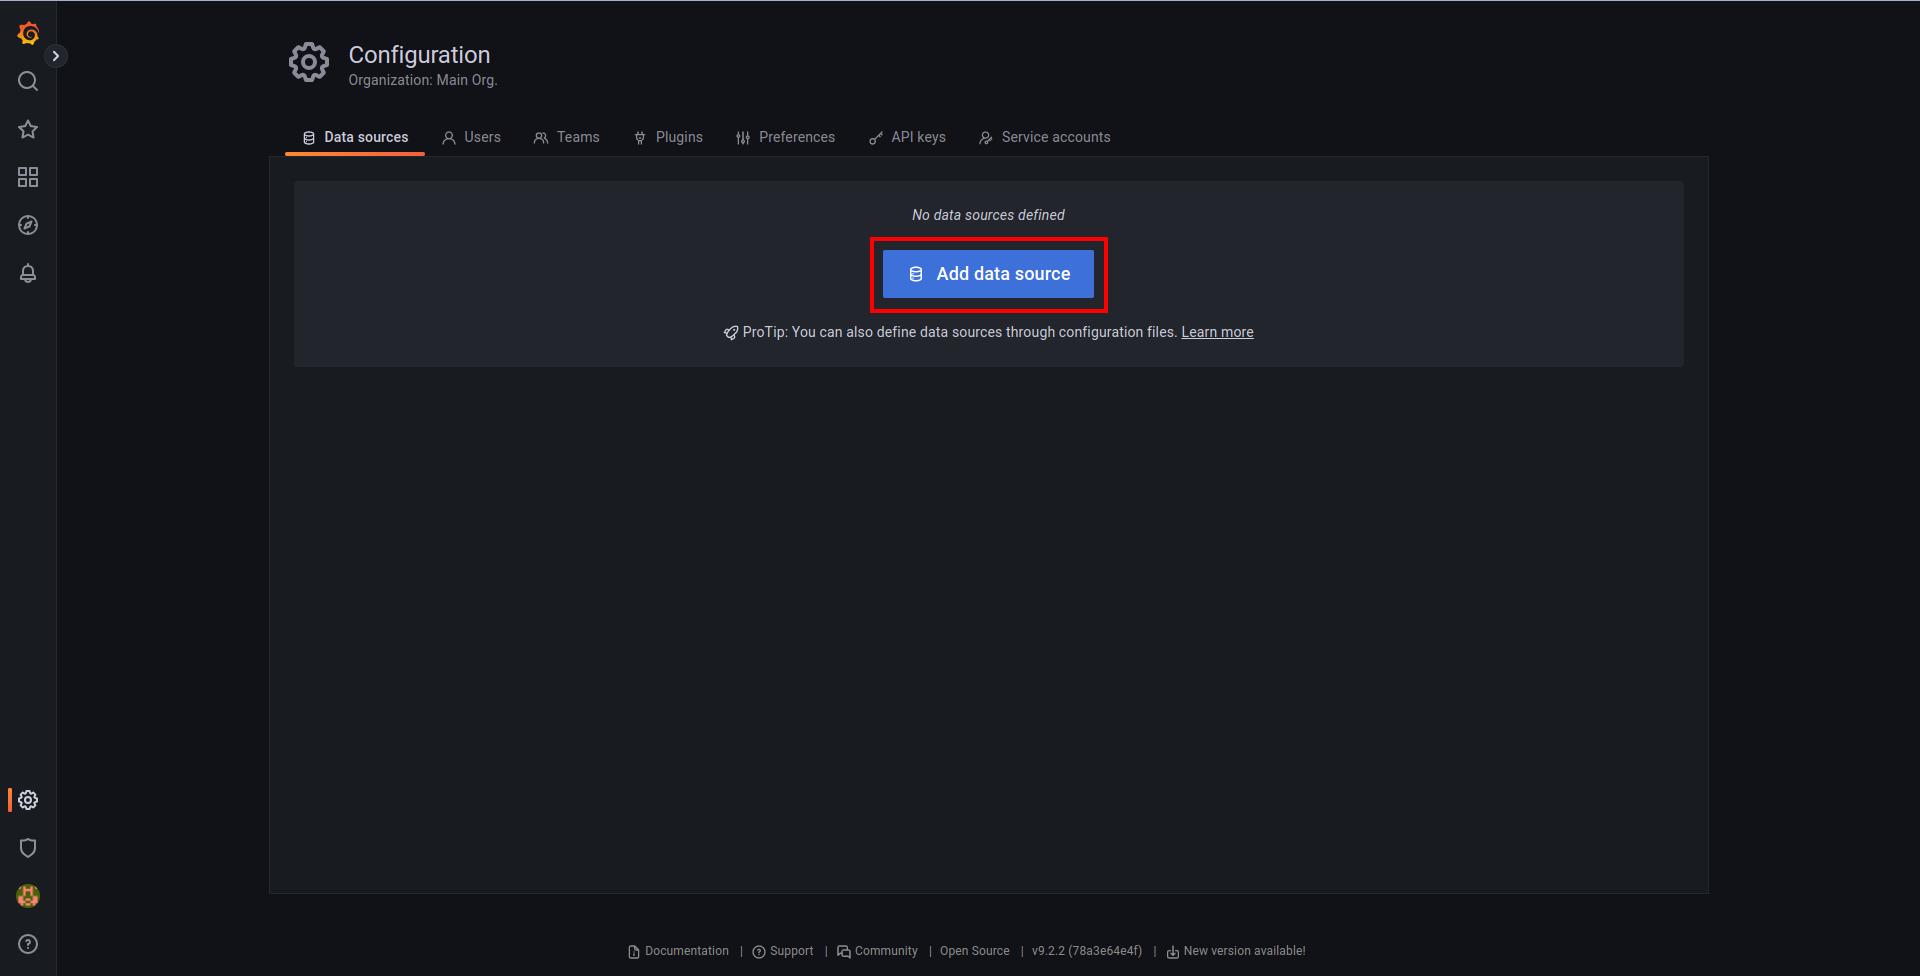 Configuration
Organization: Main Org.
Data sources
Users
Teams
Plugins
Preferences
API keys
Service accounts
No data sources defined
Add data source
ProTip: You can also define data sources through configuration files. Learn more
Documentation | Support | Community | Open Source | v9.2.2 (78a3e64e4f) | New version available!